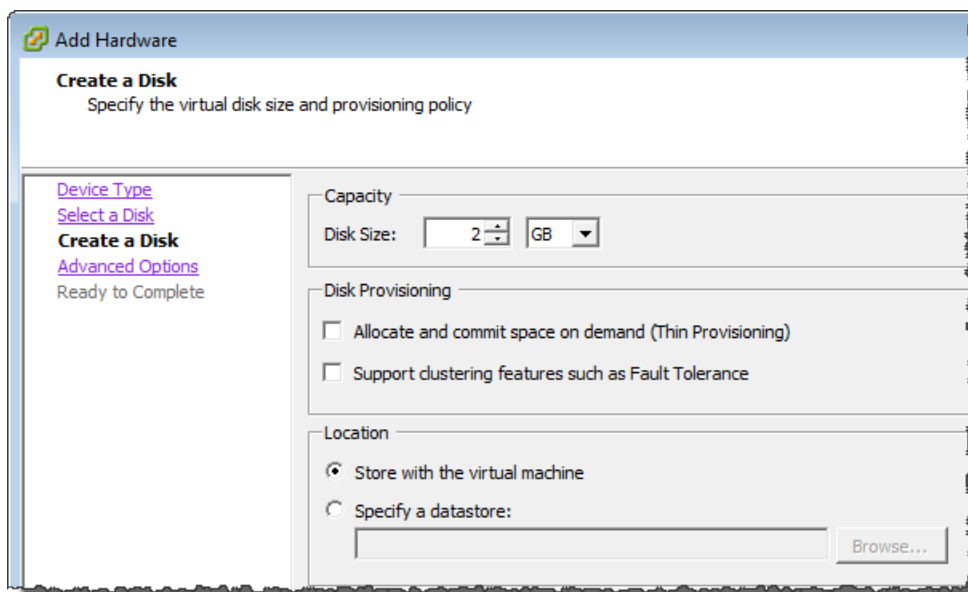 Add Hardware
Create a Disk
Specify the virtual disk size and provisioning policy
Device Type
Select a Disk
Create a Disk
Advanced Options
Ready to Complete
Capacity
Disk Size: 2 GB
Disk Provisioning
Allocate and commit space on demand (Thin Provisioning)
Support clustering features such as Fault Tolerance
Location
Store with the virtual machine
Specify a datastore:
Browse...